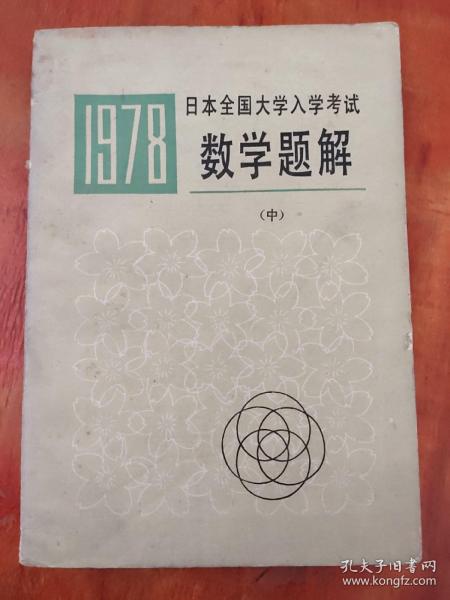 1978
日本全国大学入学考试
数学题解
(中)
孔夫子旧书网
www.kongfz.com